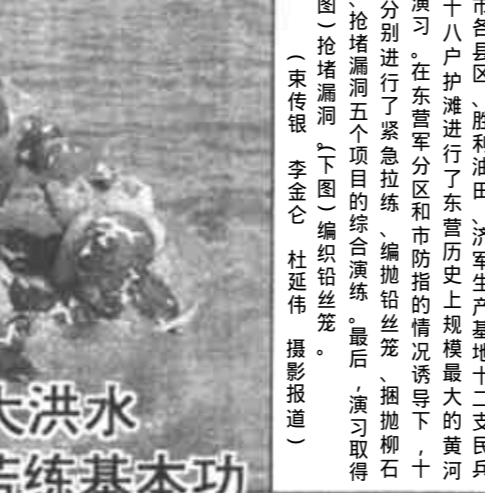 市各县区、胜利油田、济军生产基地十二支民兵
十八户护滩进行了东营历史上规模最大的黄河
演习。在东营军分区和市防指的情况诱导下,十
分别进行了紧急拉练、编抛铅丝笼、捆抛柳石
、抢堵漏洞五个项目的综合演练。最后,演习取得
图)抢堵漏洞。(下图)编织铅丝笼。
(束传银 李金仑 杜延伟 摄影报道)
大洪水
苦练基本功